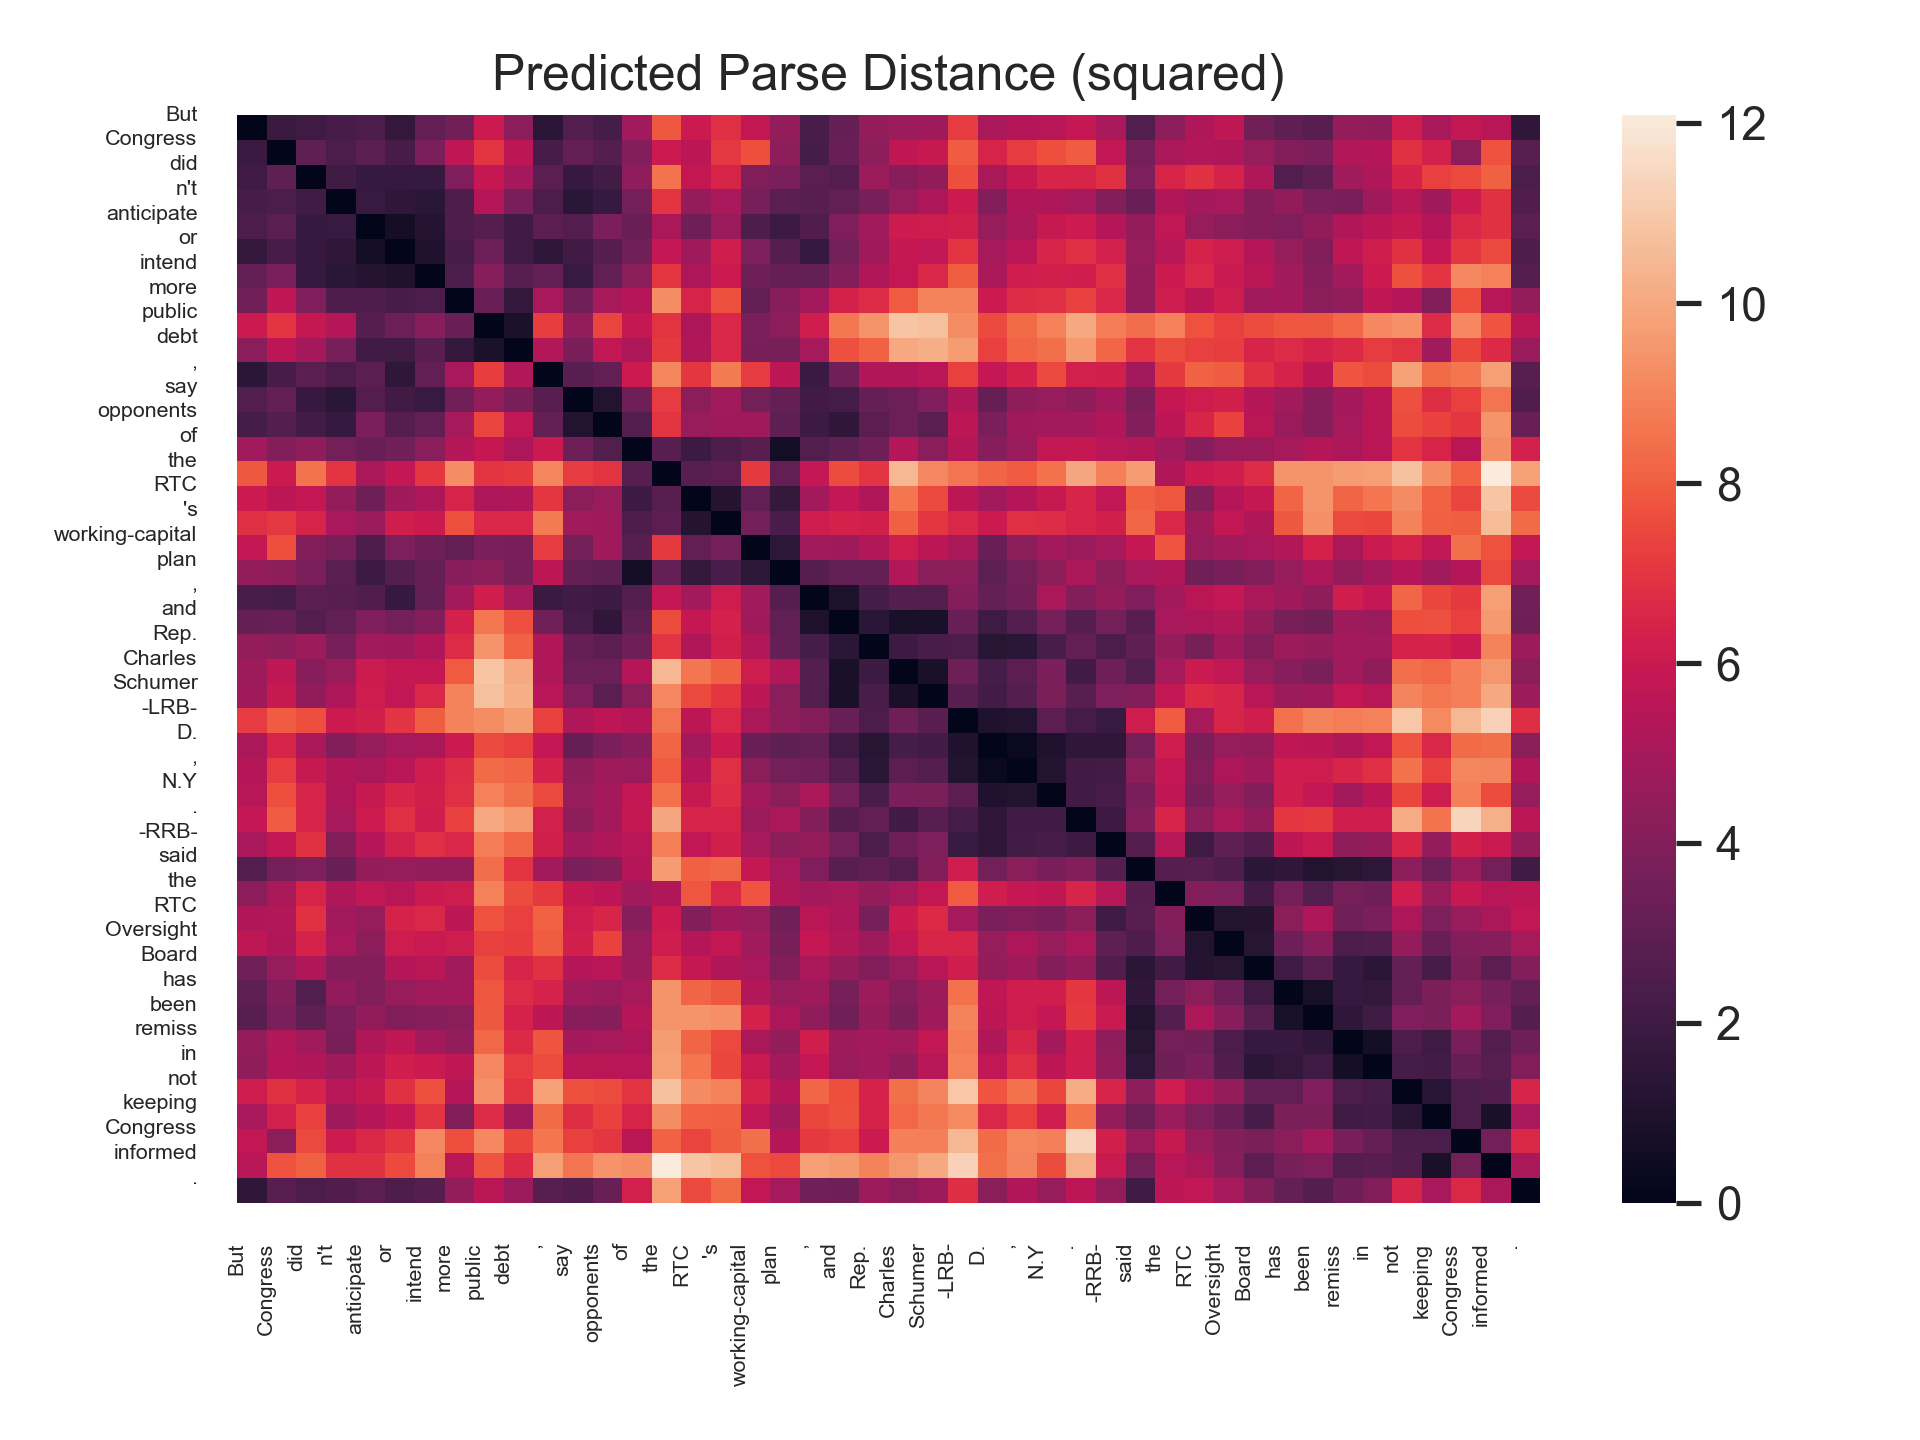 Predicted Parse Distance (squared)
But
Congress
did
n't
anticipate
or
intend
more
public
debt
,
say
opponents
of
the
RTC
's
working-capital
plan
,
and
Rep.
Charles
Schumer
-LRB-
D.
,
N.Y
.
-RRB-
said
the
RTC
Oversight
Board
has
been
remiss
in
not
keeping
Congress
informed
.
12
10
8
6
4
2
0
But
Congress
did
n't
anticipate
or
intend
more
public
debt
,
say
opponents
of
the
RTC
's
working-capital
plan
,
and
Rep.
Charles
Schumer
-LRB-
D.
,
N.Y
.
-RRB-
said
the
RTC
Oversight
Board
has
been
remiss
in
not
keeping
Congress
informed
.